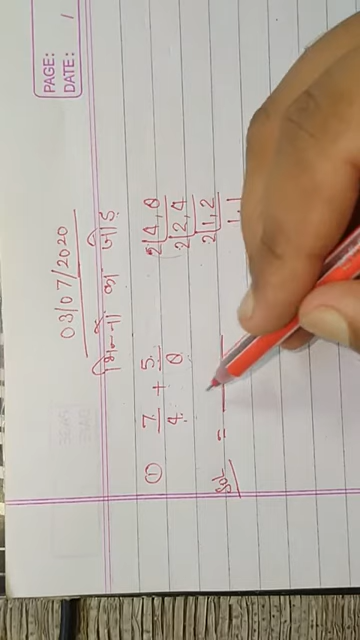 PAGE:
DATE: /
03/07/2020
भिन्नों का जोड़
① 7/4 + 5/8
2 | 4, 8
2 | 2, 4
2 | 1, 2
1, 1
Sol =